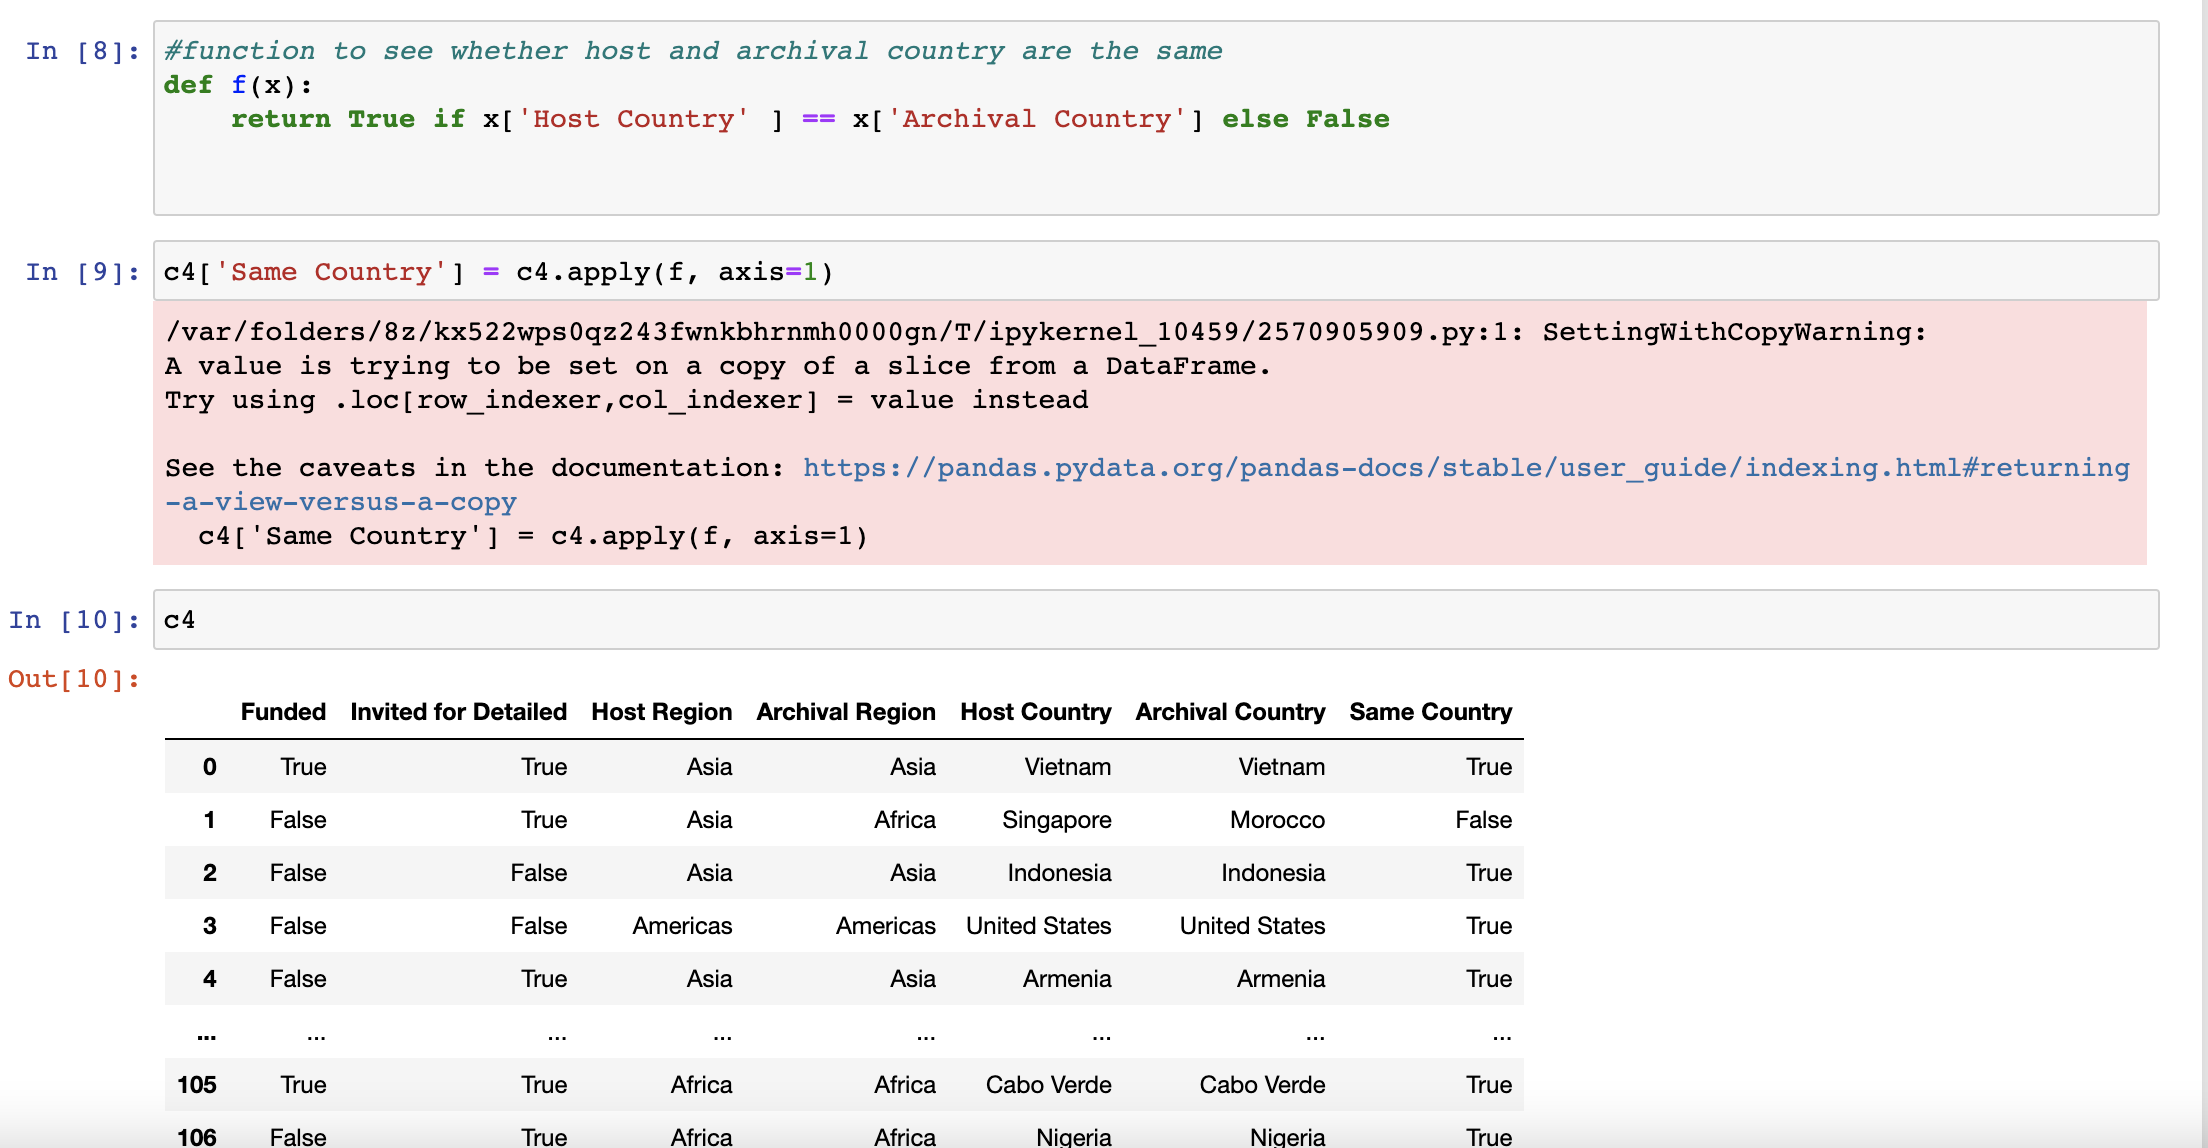 In [8]:
#function to see whether host and archival country are the same
def f(x):
    return True if x['Host Country' ] == x['Archival Country'] else False
In [9]:
c4['Same Country'] = c4.apply(f, axis=1)
/var/folders/8z/kx522wps0qz243fwnkbhrnmh0000gn/T/ipykernel_10459/2570905909.py:1: SettingWithCopyWarning:
A value is trying to be set on a copy of a slice from a DataFrame.
Try using .loc[row_indexer,col_indexer] = value instead
See the caveats in the documentation: https://pandas.pydata.org/pandas-docs/stable/user_guide/indexing.html#returning
-a-view-versus-a-copy
  c4['Same Country'] = c4.apply(f, axis=1)
In [10]:
c4
Out[10]:
Funded Invited for Detailed Host Region Archival Region Host Country Archival Country Same Country
0 True True Asia Asia Vietnam Vietnam True
1 False True Asia Africa Singapore Morocco False
2 False False Asia Asia Indonesia Indonesia True
3 False False Americas Americas United States United States True
4 False True Asia Asia Armenia Armenia True
... ... ... ... ... ... ... ...
105 True True Africa Africa Cabo Verde Cabo Verde True
106 False True Africa Africa Nigeria Nigeria True